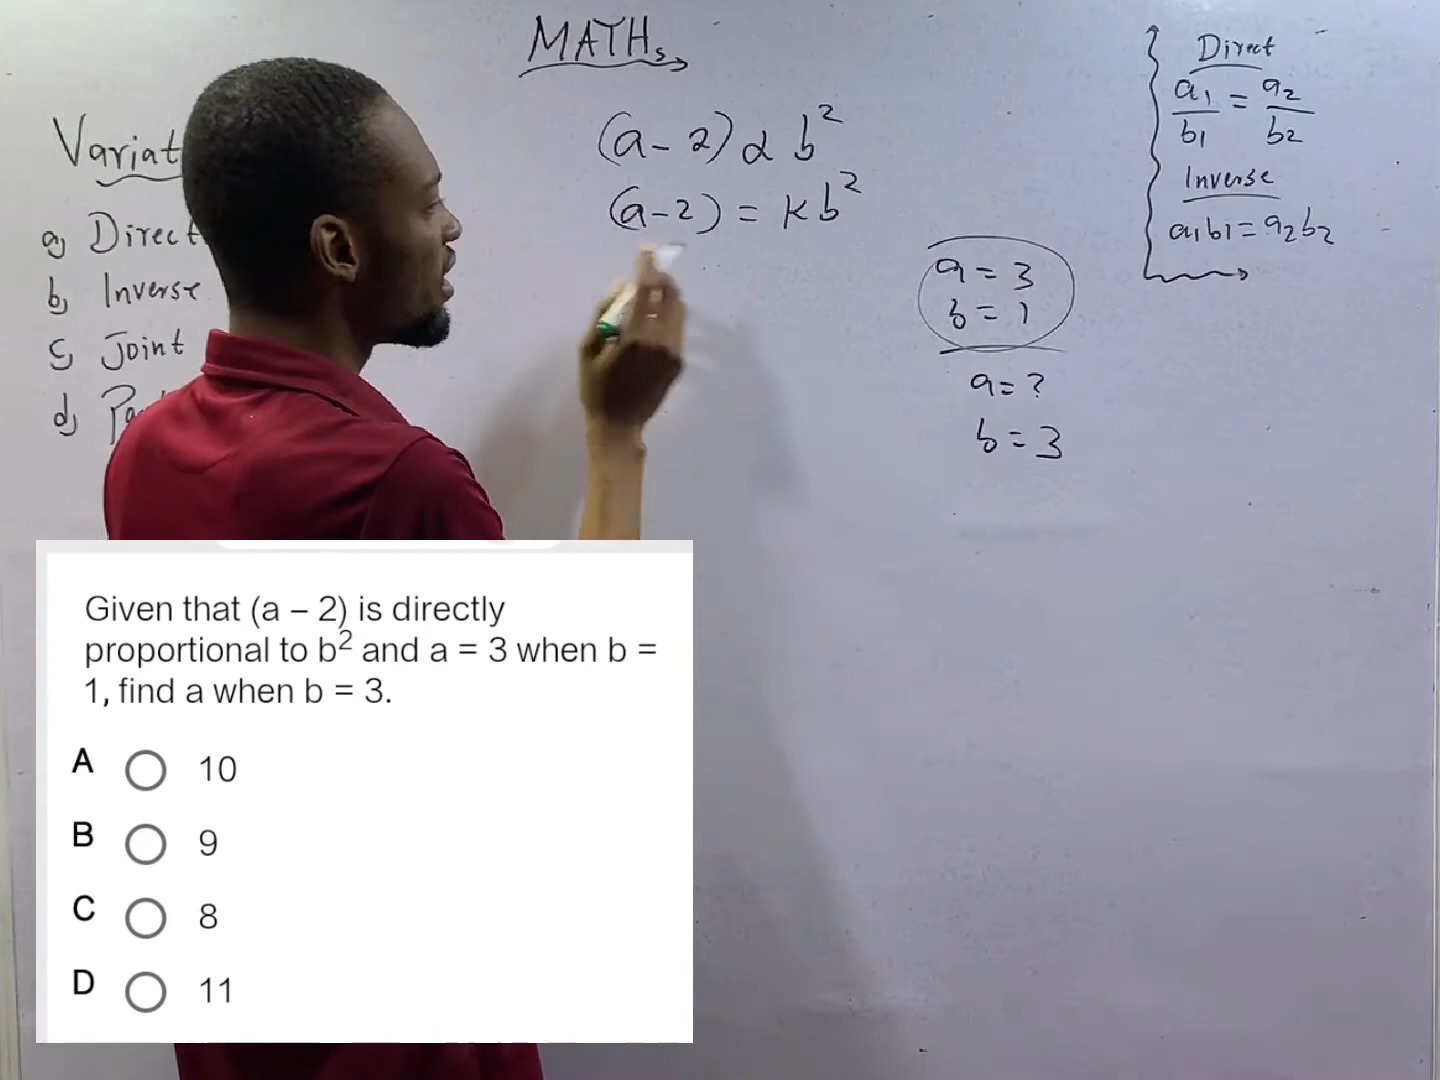 MATHs
Variat
a) Direct
b) Inverse
c) Joint
d)
(a - 2) α b²
(a - 2) = Kb²
a = 3
b = 1
a = ?
b = 3
Direct
a1/b1 = a2/b2
Inverse
a1b1 = a2b2
Given that (a – 2) is directly
proportional to b² and a = 3 when b =
1, find a when b = 3.
A 10
B 9
C 8
D 11